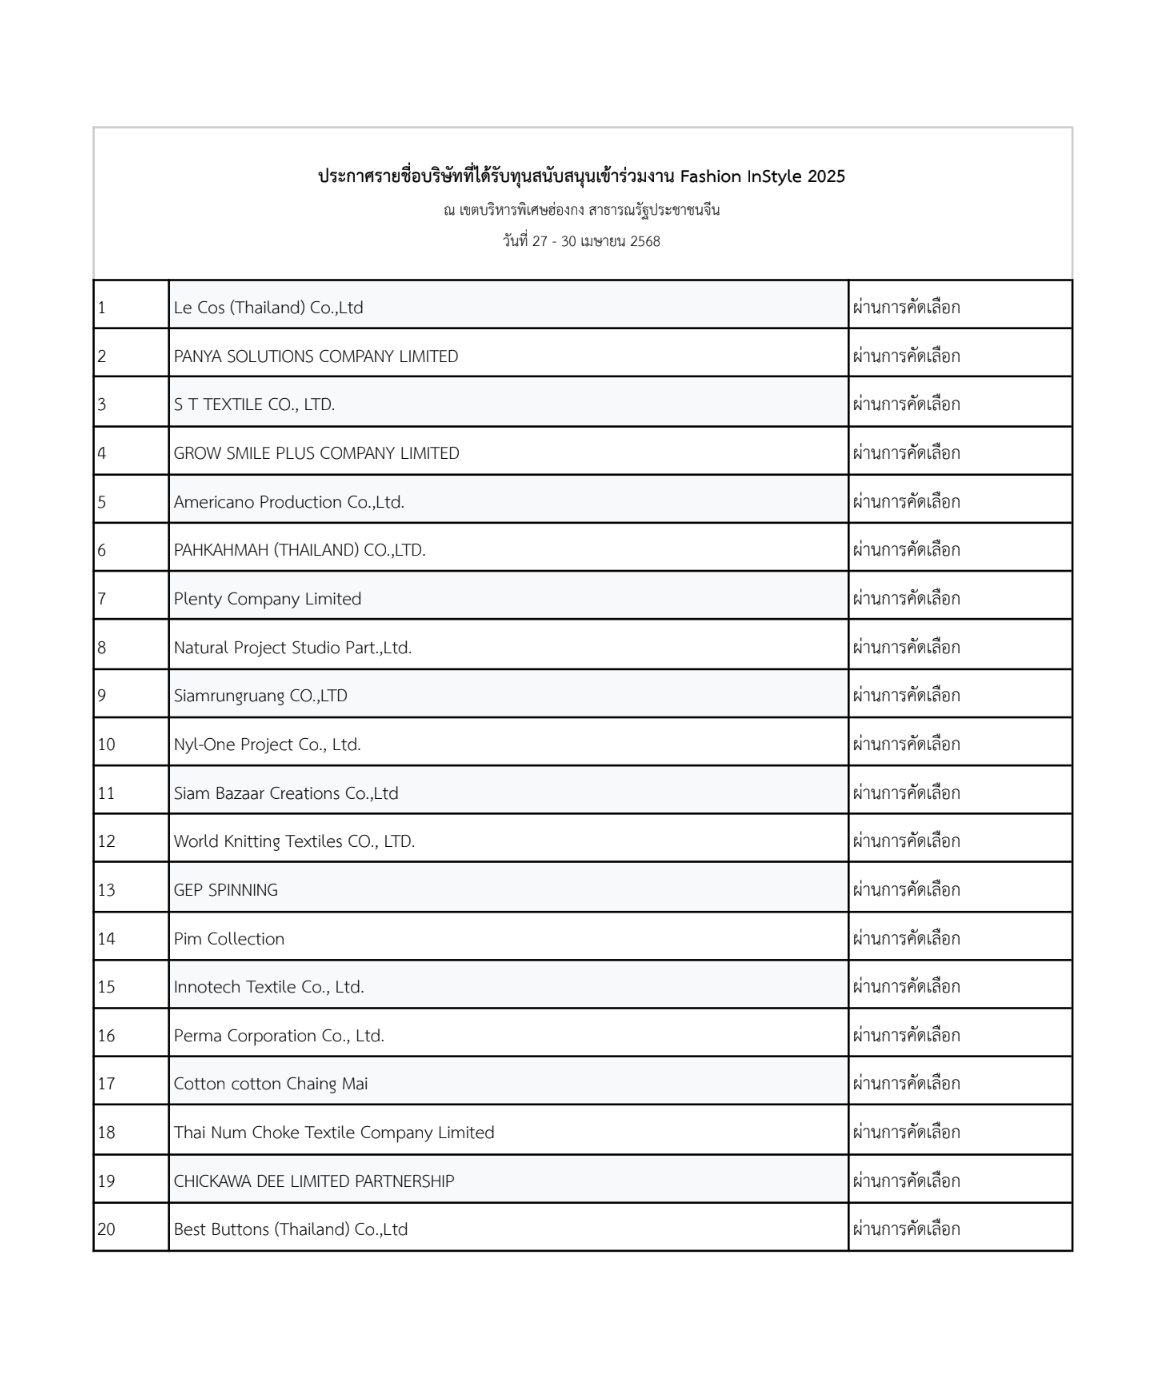 ประกาศรายชื่อบริษัทที่ได้รับทุนสนับสนุนเข้าร่วมงาน Fashion InStyle 2025
ณ เขตบริหารพิเศษฮ่องกง สาธารณรัฐประชาชนจีน
วันที่ 27 - 30 เมษายน 2568
1 Le Cos (Thailand) Co.,Ltd ผ่านการคัดเลือก
2 PANYA SOLUTIONS COMPANY LIMITED ผ่านการคัดเลือก
3 S T TEXTILE CO., LTD. ผ่านการคัดเลือก
4 GROW SMILE PLUS COMPANY LIMITED ผ่านการคัดเลือก
5 Americano Production Co.,Ltd. ผ่านการคัดเลือก
6 PAHKAHMAH (THAILAND) CO.,LTD. ผ่านการคัดเลือก
7 Plenty Company Limited ผ่านการคัดเลือก
8 Natural Project Studio Part.,Ltd. ผ่านการคัดเลือก
9 Siamrungruang CO.,LTD ผ่านการคัดเลือก
10 Nyl-One Project Co., Ltd. ผ่านการคัดเลือก
11 Siam Bazaar Creations Co.,Ltd ผ่านการคัดเลือก
12 World Knitting Textiles CO., LTD. ผ่านการคัดเลือก
13 GEP SPINNING ผ่านการคัดเลือก
14 Pim Collection ผ่านการคัดเลือก
15 Innotech Textile Co., Ltd. ผ่านการคัดเลือก
16 Perma Corporation Co., Ltd. ผ่านการคัดเลือก
17 Cotton cotton Chaing Mai ผ่านการคัดเลือก
18 Thai Num Choke Textile Company Limited ผ่านการคัดเลือก
19 CHICKAWA DEE LIMITED PARTNERSHIP ผ่านการคัดเลือก
20 Best Buttons (Thailand) Co.,Ltd ผ่านการคัดเลือก